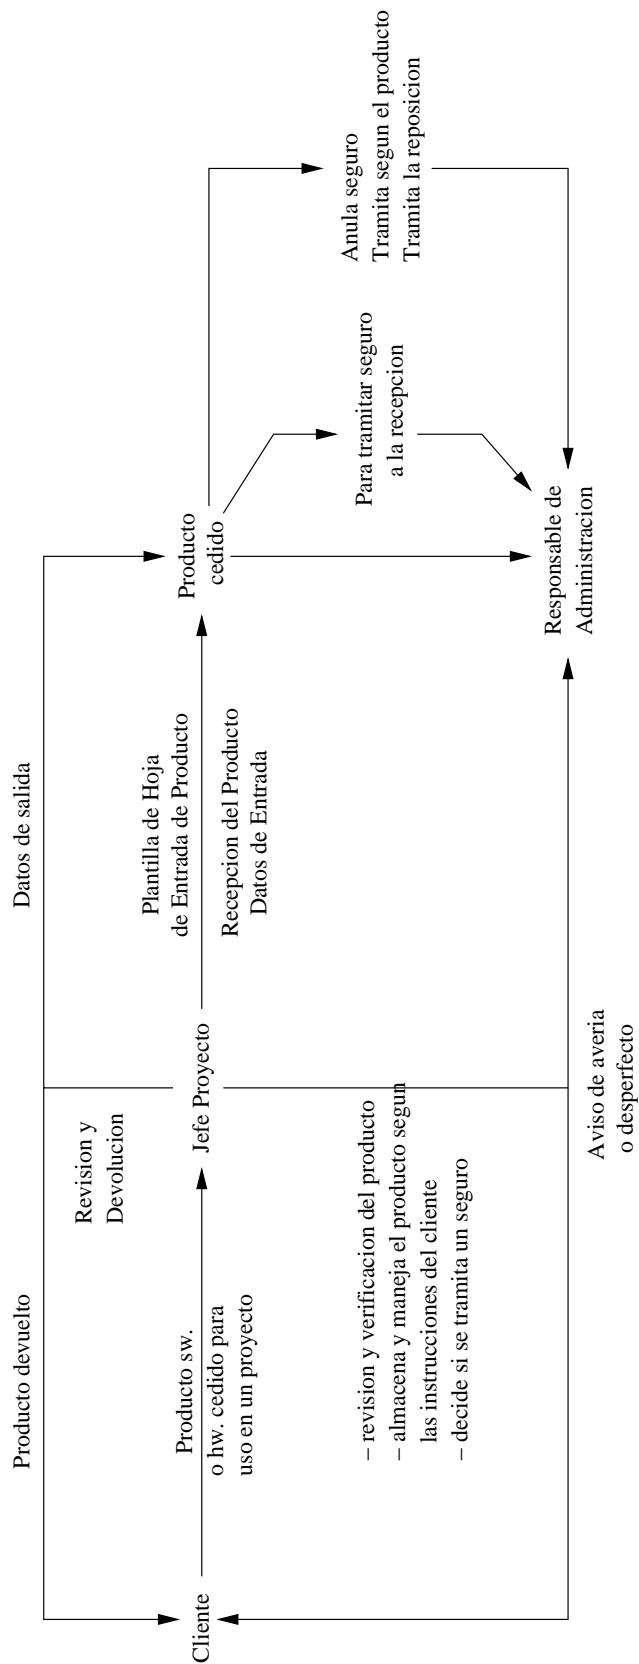 Producto devuelto
Datos de salida
Revision y
Devolucion
Plantilla de Hoja
de Entrada de Producto
Cliente
Producto sw.
o hw. cedido para
uso en un proyecto
Jefe Proyecto
Recepcion del Producto
Datos de Entrada
Producto
cedido
– revision y verificacion del producto
– almacena y maneja el producto segun
las instrucciones del cliente
– decide si se tramita un seguro
Para tramitar seguro
a la recepcion
Anula seguro
Tramita segun el producto
Tramita la reposicion
Responsable de
Administracion
Aviso de averia
o desperfecto